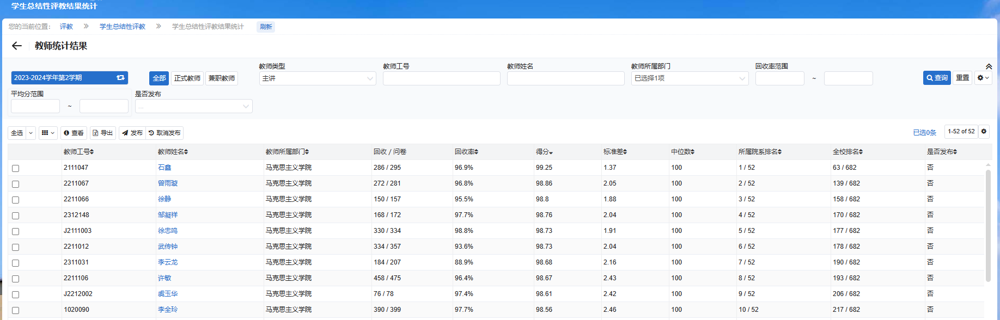 学生总结性评教结果统计
您的当前位置： 评教 » 学生总结性评教 » 学生总结性评教结果统计 刷新
教师统计结果
教师类型 教师工号 教师姓名 教师所属部门 回收率范围
2023-2024学年第2学期 全部 正式教师 兼职教师 主讲 已选择1项 ~ 查询 重置
平均分范围 是否发布
~ ...
全选 查看 导出 发布 取消发布 已选0条 1-52 of 52
教师工号 教师姓名 教师所属部门 回收 / 问卷 回收率 得分 标准差 中位数 所属院系排名 全校排名 是否发布
2111047 石鑫 马克思主义学院 286 / 295 96.9% 99.25 1.37 100 1 / 52 63 / 682 否
2211067 曾雨璇 马克思主义学院 272 / 281 96.8% 98.86 2.05 100 2 / 52 139 / 682 否
2211066 徐静 马克思主义学院 150 / 157 95.5% 98.8 1.88 100 3 / 52 158 / 682 否
2312148 邹凝祥 马克思主义学院 168 / 172 97.7% 98.76 2.04 100 4 / 52 170 / 682 否
J2111003 徐忠鸣 马克思主义学院 330 / 334 98.8% 98.73 1.91 100 5 / 52 177 / 682 否
2211012 武传钟 马克思主义学院 334 / 357 93.6% 98.73 2.04 100 6 / 52 178 / 682 否
2311031 李云龙 马克思主义学院 184 / 207 88.9% 98.68 2.16 100 7 / 52 190 / 682 否
2211106 许敏 马克思主义学院 458 / 475 96.4% 98.67 2.43 100 8 / 52 193 / 682 否
J2212002 虞玉华 马克思主义学院 76 / 78 97.4% 98.61 2.42 100 9 / 52 206 / 682 否
1020090 李全玲 马克思主义学院 390 / 399 97.7% 98.56 2.46 100 10 / 52 217 / 682 否